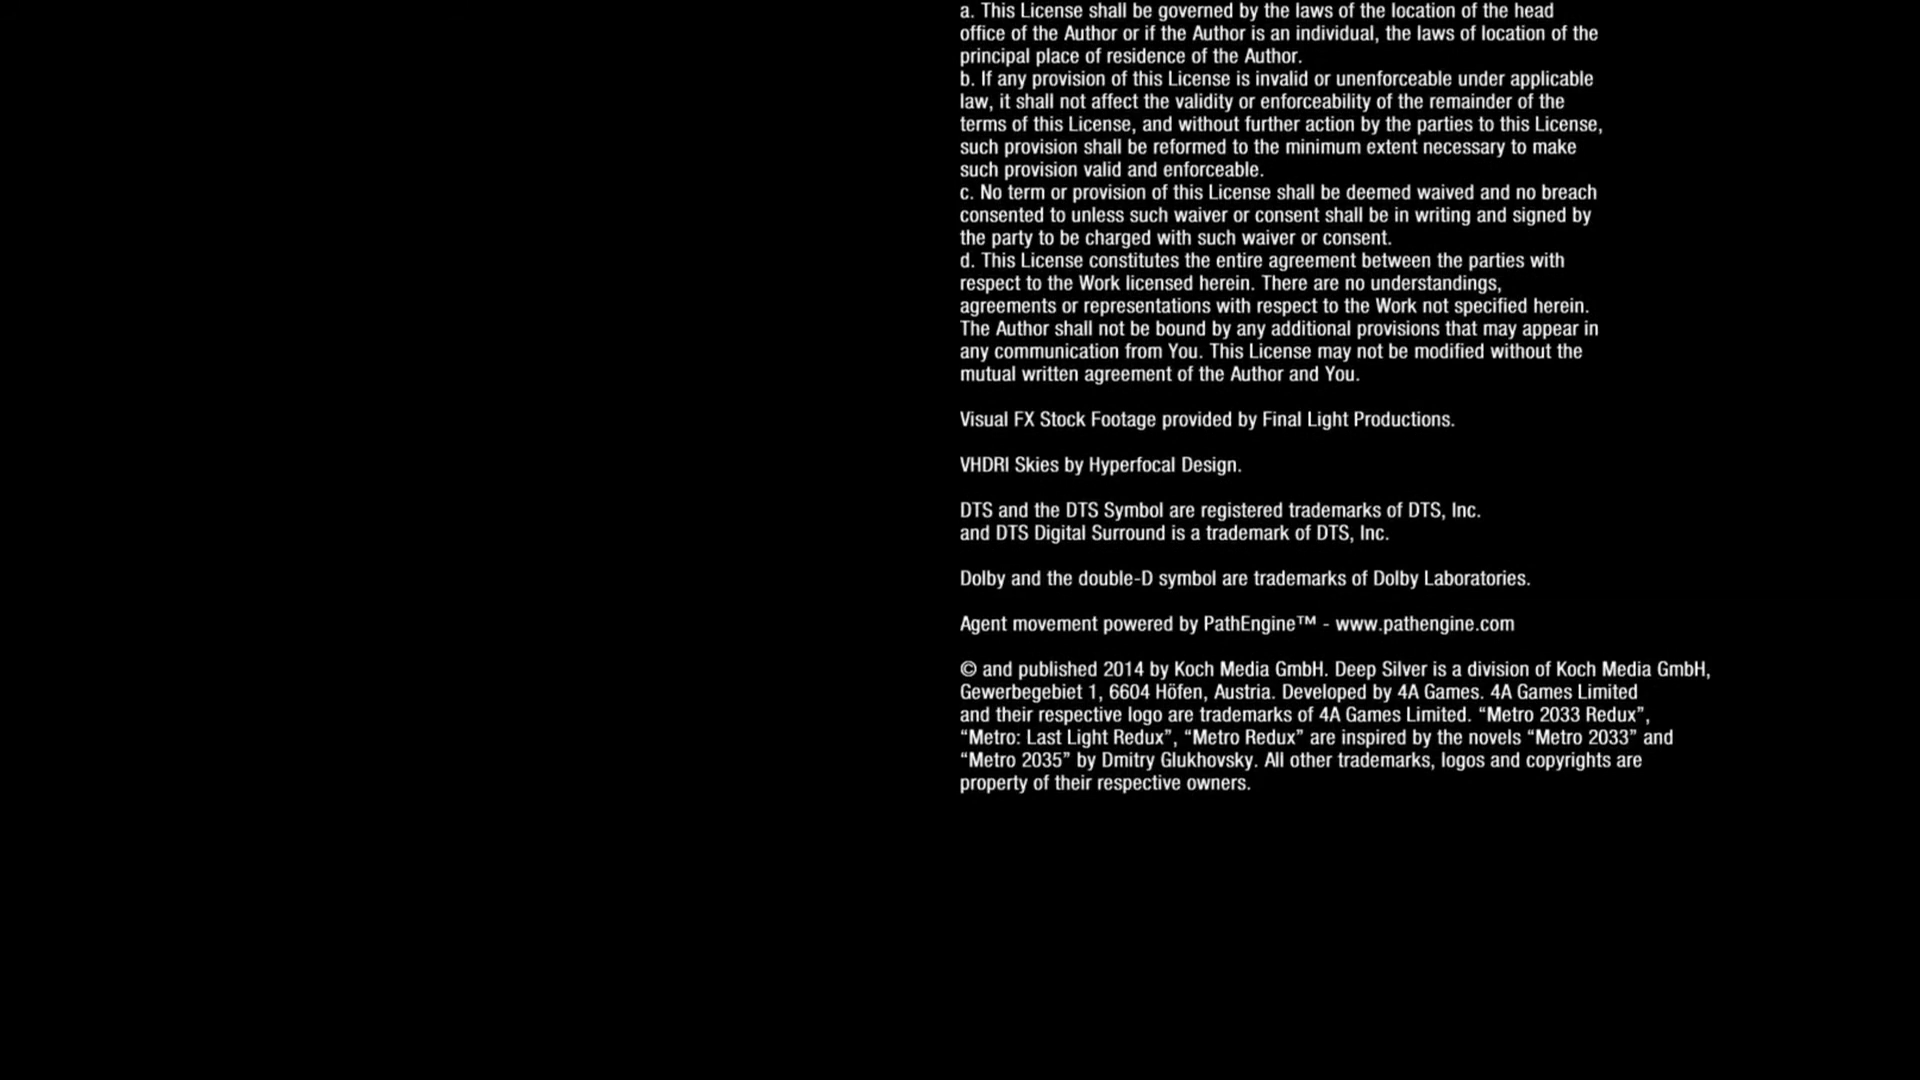 a. This License shall be governed by the laws of the location of the head
office of the Author or if the Author is an individual, the laws of location of the
principal place of residence of the Author.
b. If any provision of this License is invalid or unenforceable under applicable
law, it shall not affect the validity or enforceability of the remainder of the
terms of this License, and without further action by the parties to this License,
such provision shall be reformed to the minimum extent necessary to make
such provision valid and enforceable.
c. No term or provision of this License shall be deemed waived and no breach
consented to unless such waiver or consent shall be in writing and signed by
the party to be charged with such waiver or consent.
d. This License constitutes the entire agreement between the parties with
respect to the Work licensed herein. There are no understandings,
agreements or representations with respect to the Work not specified herein.
The Author shall not be bound by any additional provisions that may appear in
any communication from You. This License may not be modified without the
mutual written agreement of the Author and You.
Visual FX Stock Footage provided by Final Light Productions.
VHDRI Skies by Hyperfocal Design.
DTS and the DTS Symbol are registered trademarks of DTS, Inc.
and DTS Digital Surround is a trademark of DTS, Inc.
Dolby and the double-D symbol are trademarks of Dolby Laboratories.
Agent movement powered by PathEngine™ - www.pathengine.com
© and published 2014 by Koch Media GmbH. Deep Silver is a division of Koch Media GmbH,
Gewerbegebiet 1, 6604 Höfen, Austria. Developed by 4A Games. 4A Games Limited
and their respective logo are trademarks of 4A Games Limited. “Metro 2033 Redux”,
“Metro: Last Light Redux”, “Metro Redux” are inspired by the novels “Metro 2033” and
“Metro 2035” by Dmitry Glukhovsky. All other trademarks, logos and copyrights are
property of their respective owners.